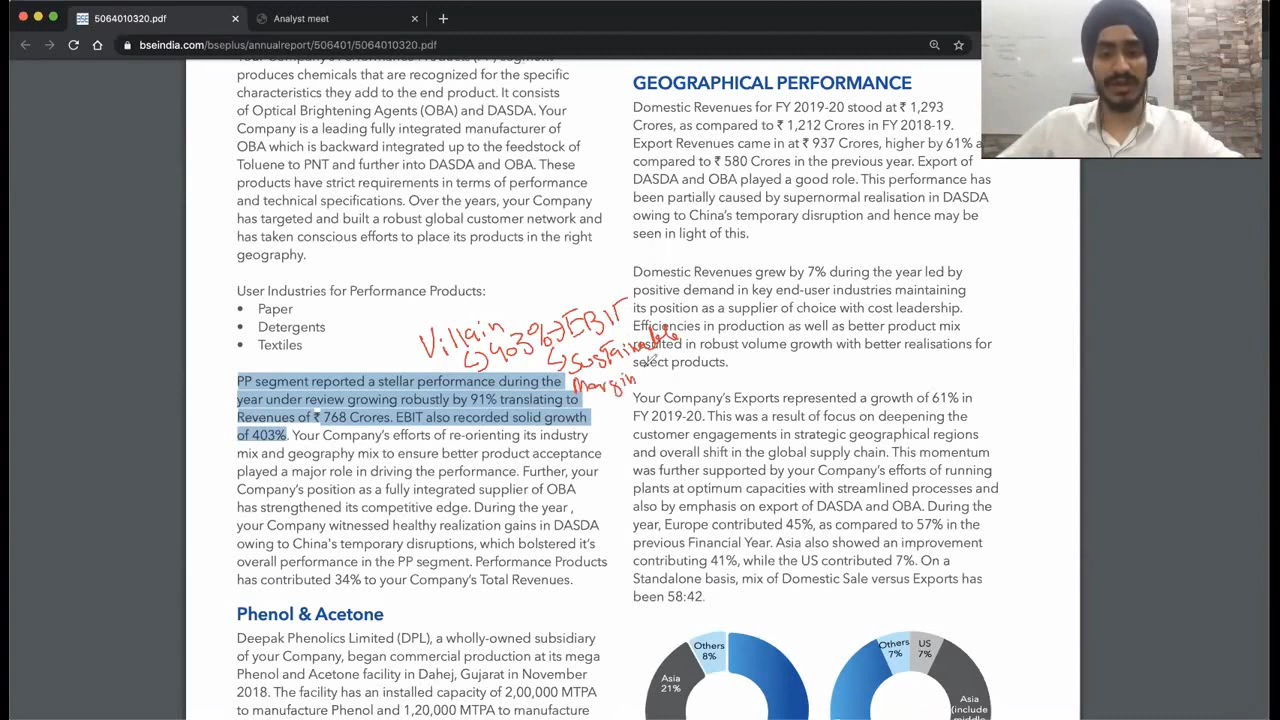 5064010320.pdf
Analyst meet
bseindia.com/bseplus/annualreport/506401/5064010320.pdf
produces chemicals that are recognized for the specific
characteristics they add to the end product. It consists
of Optical Brightening Agents (OBA) and DASDA. Your
Company is a leading fully integrated manufacturer of
OBA which is backward integrated up to the feedstock of
Toluene to PNT and further into DASDA and OBA. These
products have strict requirements in terms of performance
and technical specifications. Over the years, your Company
has targeted and built a robust global customer network and
has taken conscious efforts to place its products in the right
geography.
User Industries for Performance Products:
• Paper
• Detergents
• Textiles
Villain
↳ 403% → EBIT
↳ Sustainable
Margin
PP segment reported a stellar performance during the
year under review growing robustly by 91% translating to
Revenues of ₹ 768 Crores. EBIT also recorded solid growth
of 403%. Your Company's efforts of re-orienting its industry
mix and geography mix to ensure better product acceptance
played a major role in driving the performance. Further, your
Company's position as a fully integrated supplier of OBA
has strengthened its competitive edge. During the year ,
your Company witnessed healthy realization gains in DASDA
owing to China's temporary disruptions, which bolstered it's
overall performance in the PP segment. Performance Products
has contributed 34% to your Company's Total Revenues.
Phenol & Acetone
Deepak Phenolics Limited (DPL), a wholly-owned subsidiary
of your Company, began commercial production at its mega
Phenol and Acetone facility in Dahej, Gujarat in November
2018. The facility has an installed capacity of 2,00,000 MTPA
to manufacture Phenol and 1,20,000 MTPA to manufacture
GEOGRAPHICAL PERFORMANCE
Domestic Revenues for FY 2019-20 stood at ₹ 1,293
Crores, as compared to ₹ 1,212 Crores in FY 2018-19.
Export Revenues came in at ₹ 937 Crores, higher by 61% a
compared to ₹ 580 Crores in the previous year. Export of
DASDA and OBA played a good role. This performance has
been partially caused by supernormal realisation in DASDA
owing to China's temporary disruption and hence may be
seen in light of this.
Domestic Revenues grew by 7% during the year led by
positive demand in key end-user industries maintaining
its position as a supplier of choice with cost leadership.
Efficiencies in production as well as better product mix
resulted in robust volume growth with better realisations for
select products.
Your Company's Exports represented a growth of 61% in
FY 2019-20. This was a result of focus on deepening the
customer engagements in strategic geographical regions
and overall shift in the global supply chain. This momentum
was further supported by your Company's efforts of running
plants at optimum capacities with streamlined processes and
also by emphasis on export of DASDA and OBA. During the
year, Europe contributed 45%, as compared to 57% in the
previous Financial Year. Asia also showed an improvement
contributing 41%, while the US contributed 7%. On a
Standalone basis, mix of Domestic Sale versus Exports has
been 58:42.
Others
8%
Asia
21%
Others
7%
US
7%
Asia
(include
middle